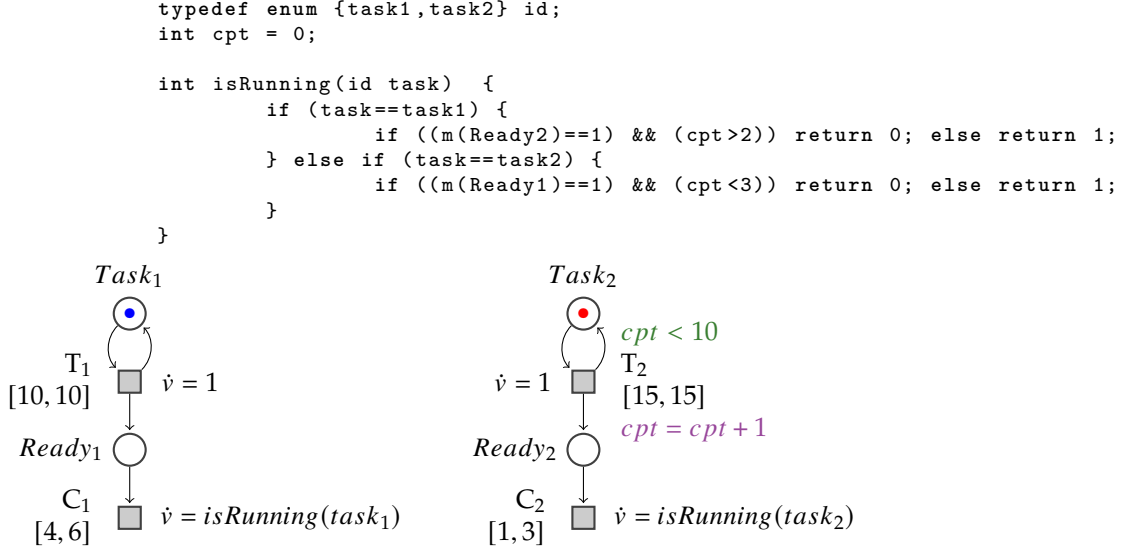 typedef enum {task1,task2} id;
int cpt = 0;
int isRunning(id task) {
if (task==task1) {
if ((m(Ready2)==1) && (cpt>2)) return 0; else return 1;
} else if (task==task2) {
if ((m(Ready1)==1) && (cpt<3)) return 0; else return 1;
}
}
Task₁ Task₂
cpt < 10
T₁ T₂
[10, 10] v̇ = 1 v̇ = 1 [15, 15]
cpt = cpt + 1
Ready₁ Ready₂
C₁ C₂
[4, 6] v̇ = isRunning(task₁) [1, 3] v̇ = isRunning(task₂)